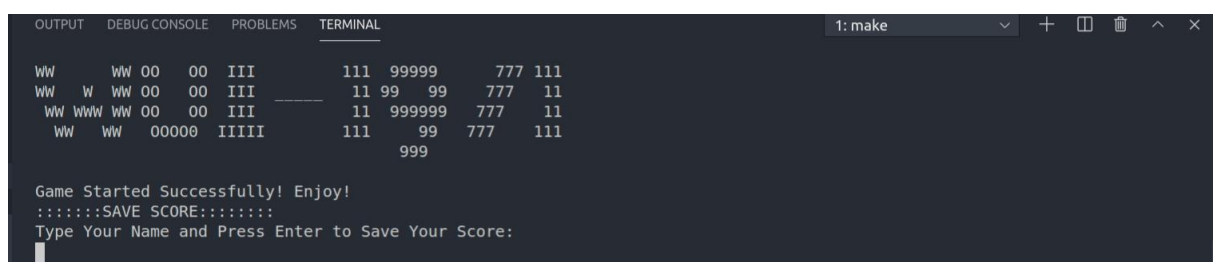 OUTPUT DEBUG CONSOLE PROBLEMS TERMINAL 1: make
WW      WW OO   OO  III         111  99999      777 111
WW   W  WW OO   OO  III  _____   11 99   99    777   11
 WW WWW WW OO   OO  III          11  999999   777    11
  WW   WW   OOOO0  IIIII        111      99   777    111
                                      999
Game Started Successfully! Enjoy!
:::::::SAVE SCORE::::::::
Type Your Name and Press Enter to Save Your Score: